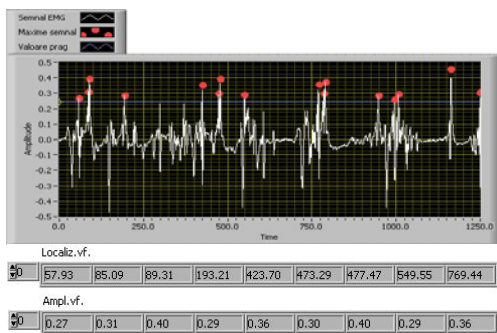 Semnal EMG
Maxime semnal
Valoare prag
0.5
0.4
0.3
0.2
0.1
0.0
-0.1
-0.2
-0.3
-0.4
-0.5
Amplitude
0.0 250.0 500.0 750.0 1000.0 1250.0
Time
Localiz.vf.
0 57.93 85.09 89.31 193.21 423.70 473.29 477.47 549.55 769.44
Ampl.vf.
0 0.27 0.31 0.40 0.29 0.36 0.30 0.40 0.29 0.36